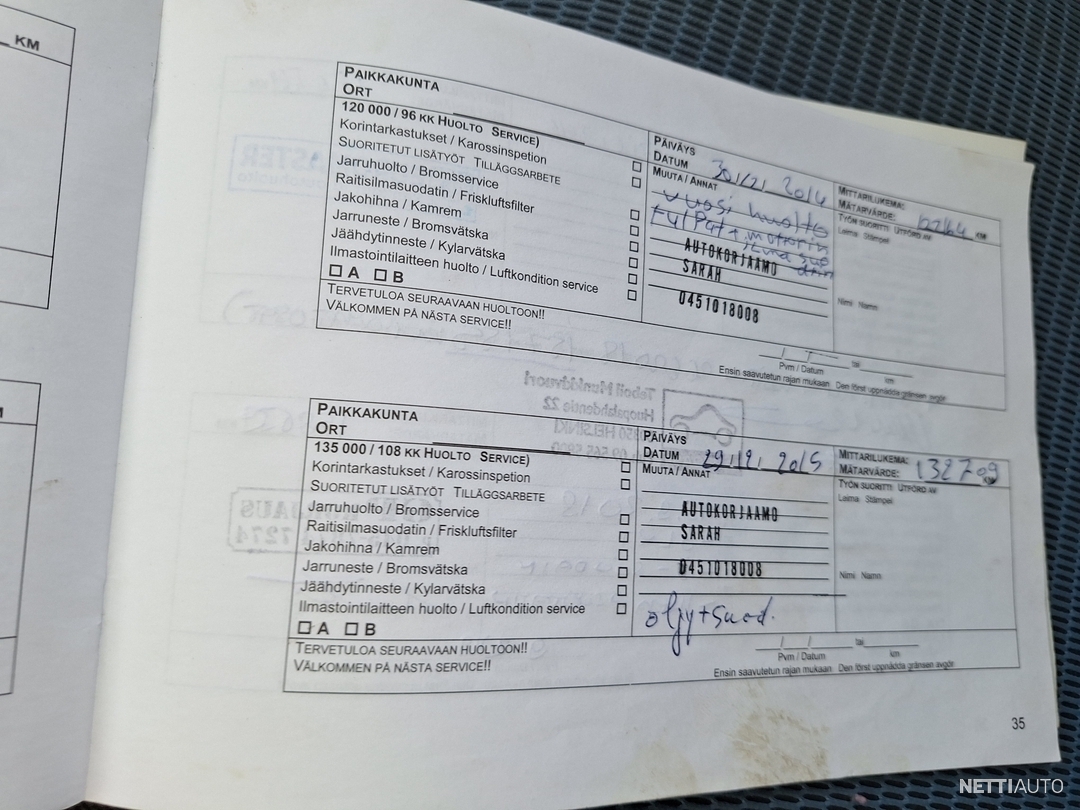 KM
PAIKKAKUNTA
ORT
120 000 / 96 KK HUOLTO SERVICE)
Korintarkastukset / Karossinspetion
SUORITETUT LISÄTYÖT TILLÄGGSARBETE
Jarruhuolto / Bromsservice
Raitisilmasuodatin / Friskluftsfilter
Jakohihna / Kamrem
Jarruneste / Bromsvätska
Jäähdytinneste / Kylarvätska
Ilmastointilaitteen huolto / Luftkondition service
A B
TERVETULOA SEURAAVAAN HUOLTOON!!
VÄLKOMMEN PÅ NÄSTA SERVICE!!
PÄIVÄYS
DATUM
MUUTA / ANNAT
vuosi huolto
AUTOKORJAAMO
SARAH
0451018008
MITTARILUKEMA:
MÄTARVÄRDE: KM
TYÖN SUORITTI UTFÖRD AV
Leima Stämpel
Nimi Namn
/ / tai
Pvm / Datum km
Ensin saavutetun rajan mukaan. Den först uppnådda gränsen avgör.
PAIKKAKUNTA
ORT
135 000 / 108 KK HUOLTO SERVICE)
Korintarkastukset / Karossinspetion
SUORITETUT LISÄTYÖT TILLÄGGSARBETE
Jarruhuolto / Bromsservice
Raitisilmasuodatin / Friskluftsfilter
Jakohihna / Kamrem
Jarruneste / Bromsvätska
Jäähdytinneste / Kylarvätska
Ilmastointilaitteen huolto / Luftkondition service
A B
TERVETULOA SEURAAVAAN HUOLTOON!!
VÄLKOMMEN PÅ NÄSTA SERVICE!!
PÄIVÄYS
DATUM 29.12. 2015
MUUTA / ANNAT
AUTOKORJAAMO
SARAH
0451018008
öljy+suod.
MITTARILUKEMA:
MÄTARVÄRDE: 132709 KM
TYÖN SUORITTI UTFÖRD AV
Leima Stämpel
Nimi Namn
/ / tai
Pvm / Datum km
Ensin saavutetun rajan mukaan. Den först uppnådda gränsen avgör.
35
NETTIAUTO